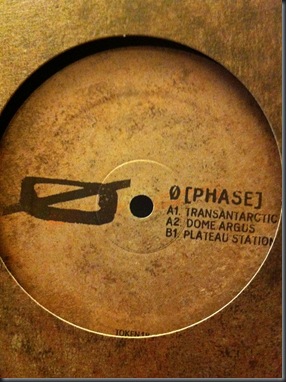 Ø [PHASE]
A1. TRANSANTARCTIC
A2. DOME ARGUS
B1. PLATEAU STATION